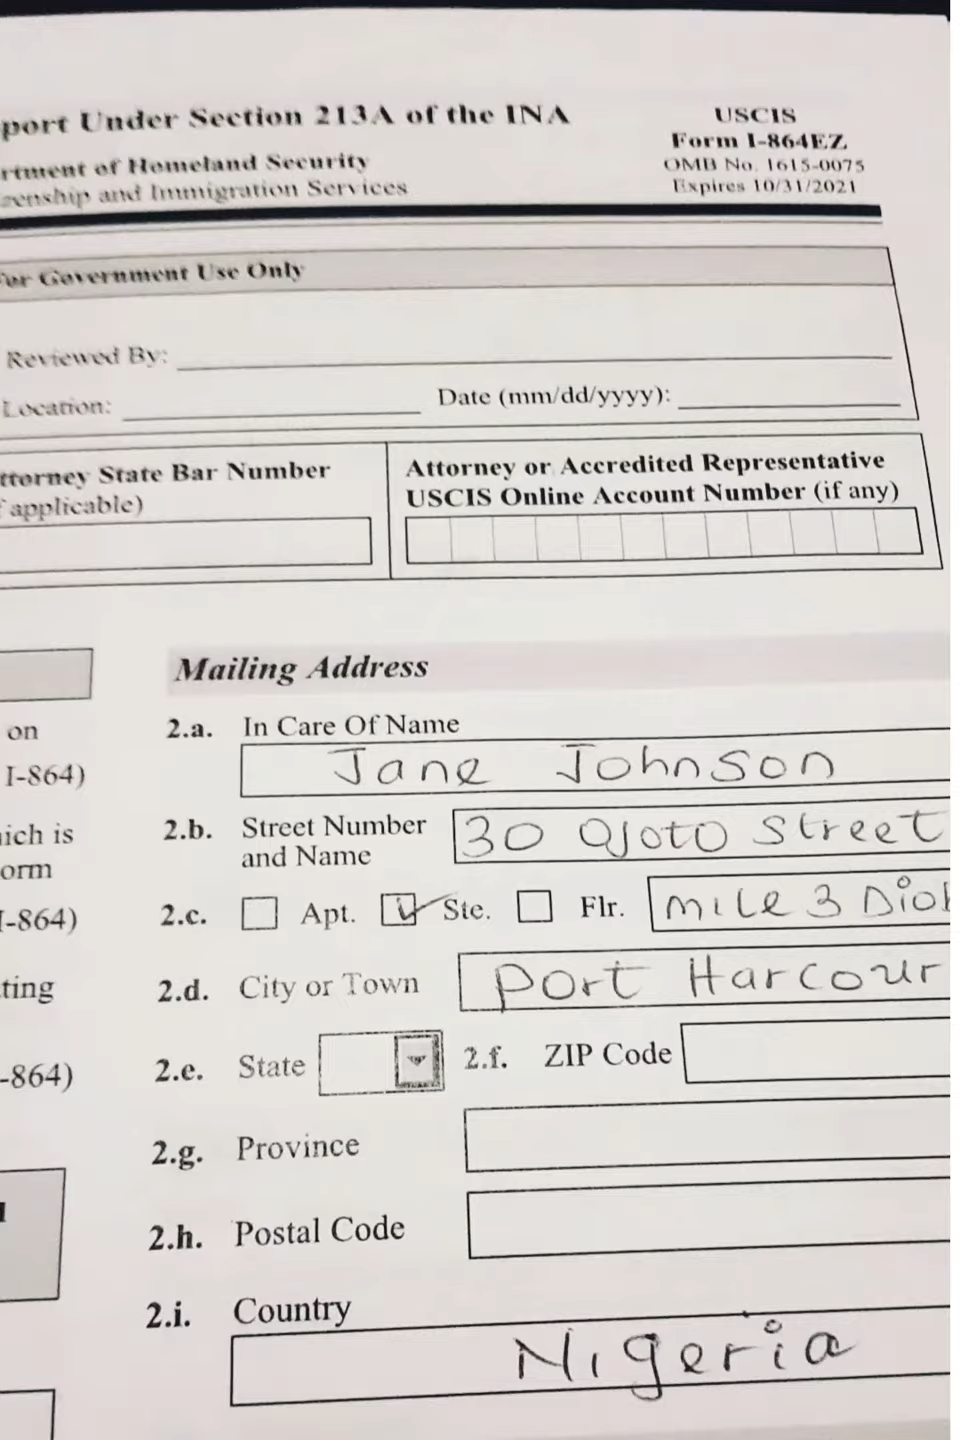 port Under Section 213A of the INA
USCIS
Form I-864EZ
rtment of Homeland Security
OMB No. 1615-0075
zenship and Immigration Services
Expires 10/31/2021
For Government Use Only
Reviewed By:
Location:
Date (mm/dd/yyyy):
ttorney State Bar Number
applicable)
Attorney or Accredited Representative
USCIS Online Account Number (if any)
on
I-864)
hich is
orm
I-864)
ting
-864)
Mailing Address
2.a. In Care Of Name
Jane Johnson
2.b. Street Number
and Name
30 Ojoto Street
2.c. Apt. Ste. Flr. Mile 3 Diob
2.d. City or Town Port Harcour
2.e. State 2.f. ZIP Code
2.g. Province
2.h. Postal Code
2.i. Country
Nigeria